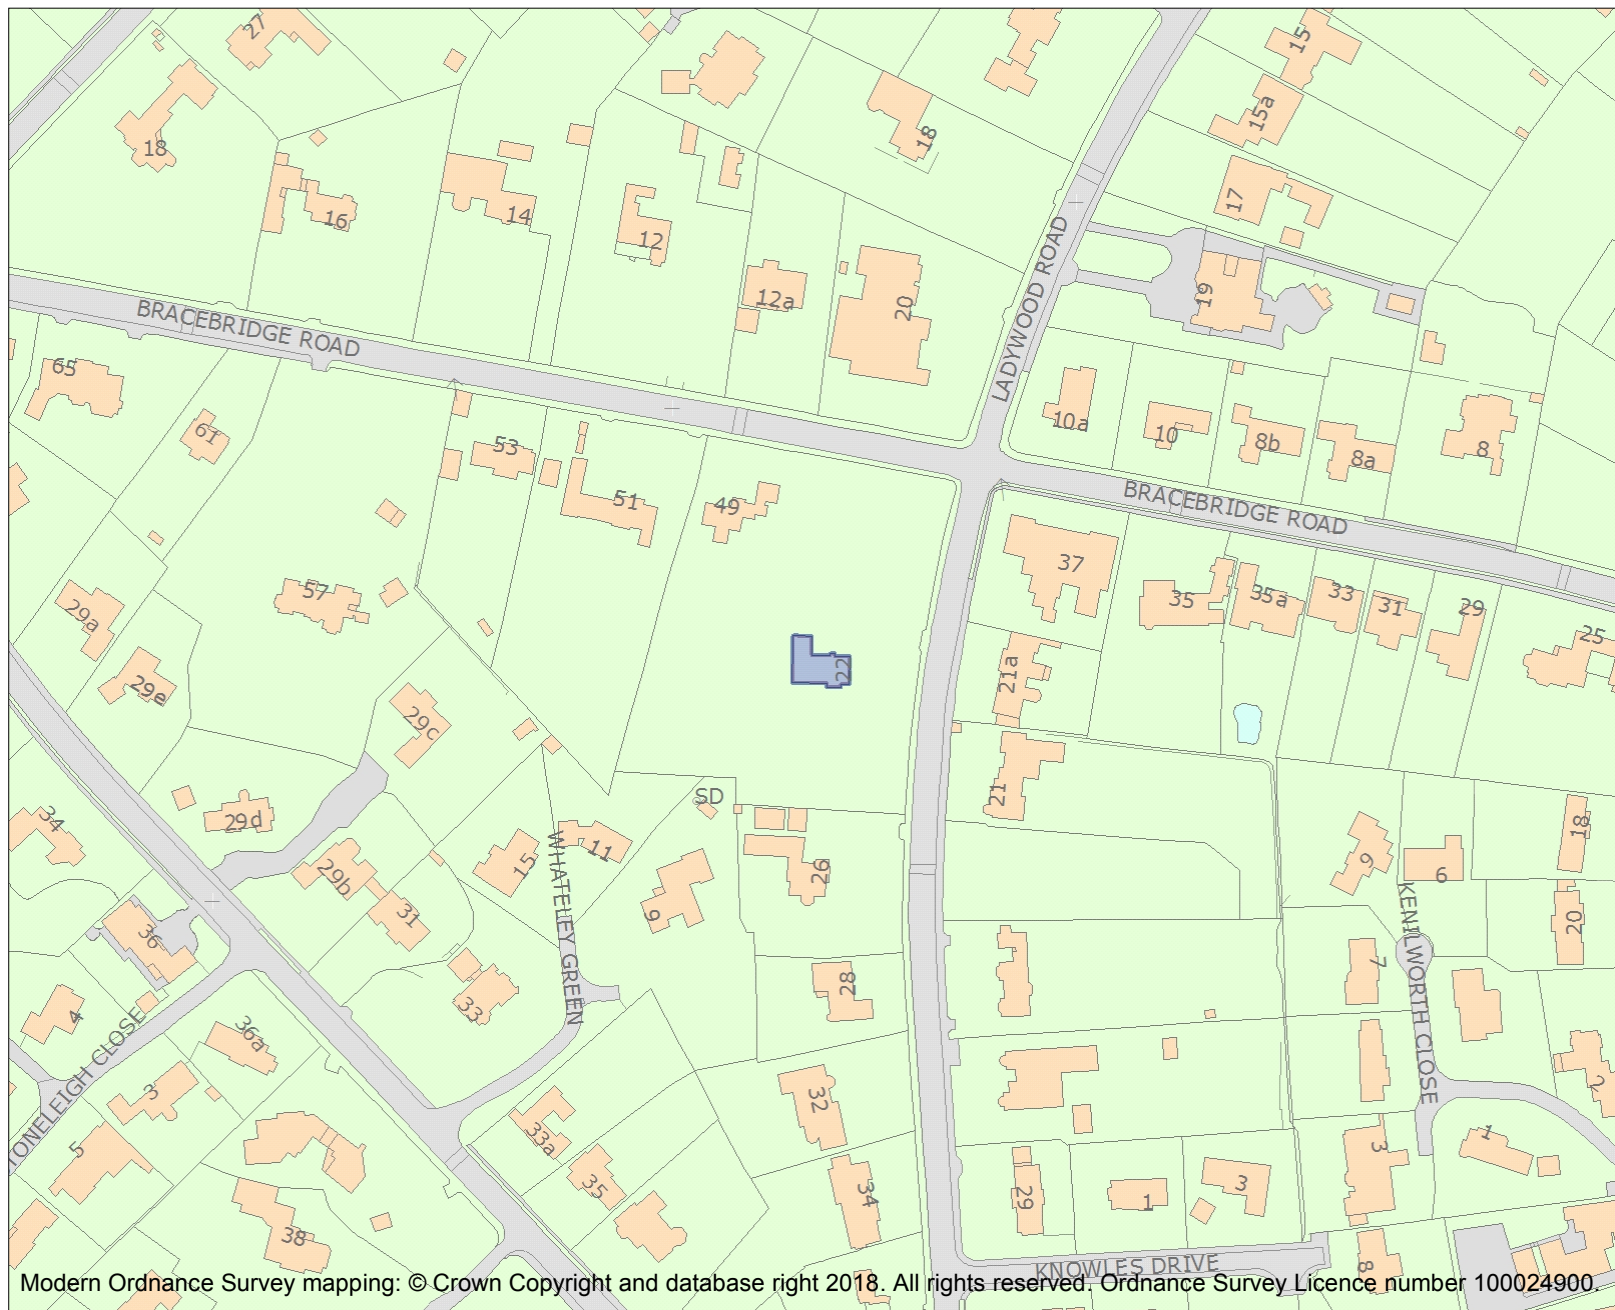 27
15
18
18
15a
16
14
17
12
12a
20
19
LADYWOOD ROAD
BRACEBRIDGE ROAD
65
10a
10
8b
8a
8
61
53
51
49
BRACEBRIDGE ROAD
37
57
35
35a
33
31
29
25
29a
29e
22
21a
29c
SD
21
34
29d
15
11
WHATELEY GREEN
26
9
6
18
29b
31
9
KENILWORTH CLOSE
20
36
33
28
7
4
STONELEIGH CLOSE
36a
3
32
2
33a
5
35
34
29
1
3
3
1
38
8
KNOWLES DRIVE
Modern Ordnance Survey mapping: © Crown Copyright and database right 2018. All rights reserved. Ordnance Survey Licence number 100024900.